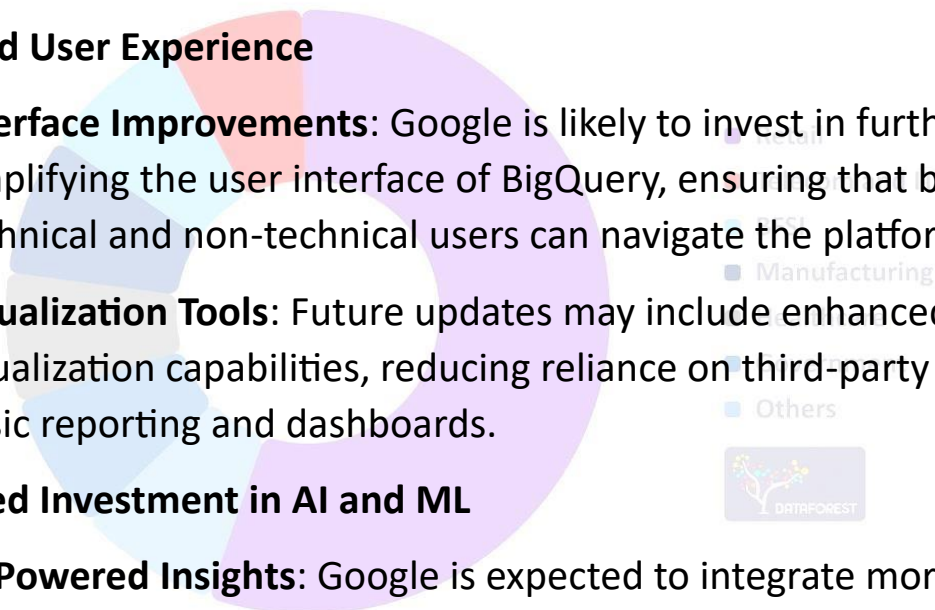 d User Experience
erface Improvements: Google is likely to invest in furth
plifying the user interface of BigQuery, ensuring that b
hnical and non-technical users can navigate the platfor
Manufacturing
ualization Tools: Future updates may include enhanced
ualization capabilities, reducing reliance on third-party
Others
sic reporting and dashboards.
ed Investment in AI and ML
DATAFOREST
Powered Insights: Google is expected to integrate mor